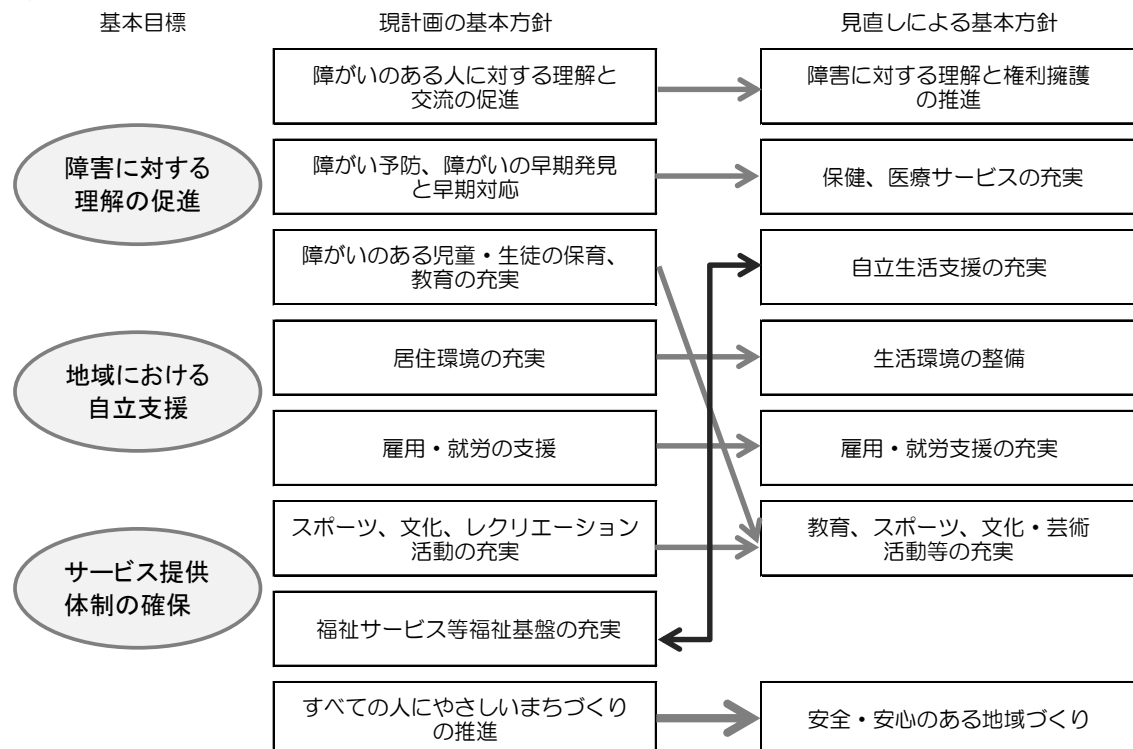 基本目標
現計画の基本方針
見直しによる基本方針
障害に対する
理解の促進
地域における
自立支援
サービス提供
体制の確保
障がいのある人に対する理解と
交流の促進
障がい予防、障がいの早期発見
と早期対応
障がいのある児童・生徒の保育、
教育の充実
居住環境の充実
雇用・就労の支援
スポーツ、文化、レクリエーション
活動の充実
福祉サービス等福祉基盤の充実
すべての人にやさしいまちづくり
の推進
障害に対する理解と権利擁護
の推進
保健、医療サービスの充実
自立生活支援の充実
生活環境の整備
雇用・就労支援の充実
教育、スポーツ、文化・芸術
活動等の充実
安全・安心のある地域づくり